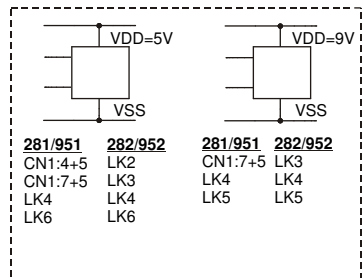 VDD=5V VDD=9V
VSS VSS
281/951 282/952 281/951 282/952
CN1:4+5 LK2 CN1:7+5 LK3
CN1:7+5 LK3 LK4 LK4
LK4 LK4 LK5 LK5
LK6 LK6